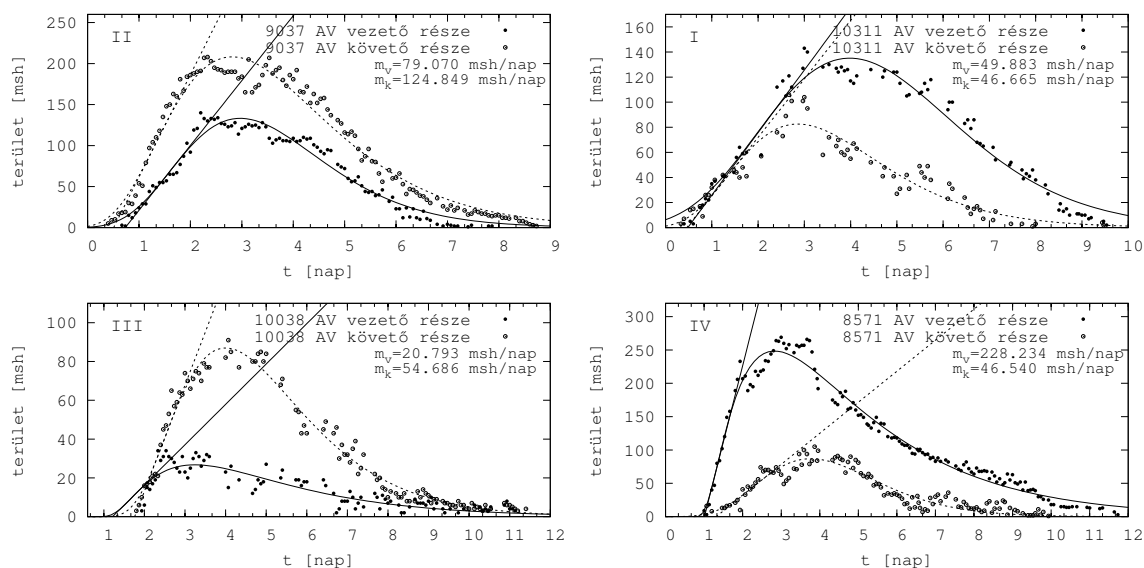 II
9037 AV vezető része
9037 AV követő része
m_v=79.070 msh/nap
m_k=124.849 msh/nap
terület [msh]
250
200
150
100
50
0
0 1 2 3 4 5 6 7 8 9
t [nap]
I
10311 AV vezető része
10311 AV követő része
m_v=49.883 msh/nap
m_k=46.665 msh/nap
terület [msh]
160
140
120
100
80
60
40
20
0
0 1 2 3 4 5 6 7 8 9 10
t [nap]
III
10038 AV vezető része
10038 AV követő része
m_v=20.793 msh/nap
m_k=54.686 msh/nap
terület [msh]
100
80
60
40
20
0
1 2 3 4 5 6 7 8 9 10 11 12
t [nap]
IV
8571 AV vezető része
8571 AV követő része
m_v=228.234 msh/nap
m_k=46.540 msh/nap
terület [msh]
300
250
200
150
100
50
0
0 1 2 3 4 5 6 7 8 9 10 11 12
t [nap]